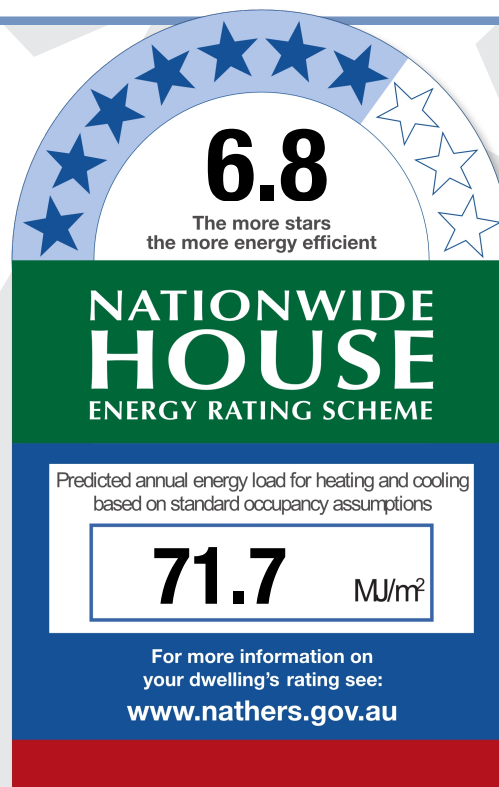 6.8
The more stars
the more energy efficient
NATIONWIDE
HOUSE
ENERGY RATING SCHEME
Predicted annual energy load for heating and cooling
based on standard occupancy assumptions
71.7 MJ/m²
For more information on
your dwelling's rating see:
www.nathers.gov.au